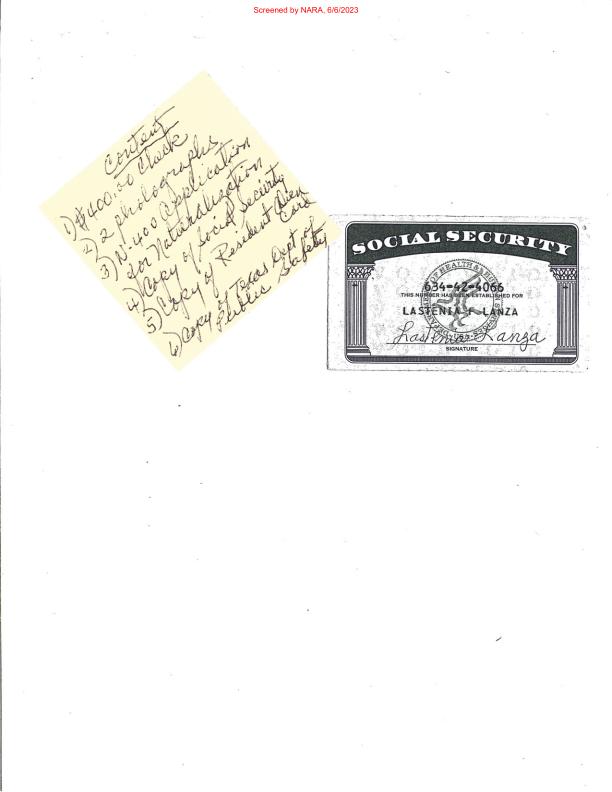 Screened by NARA, 6/6/2023
Content
1) $400.00 Check
2) 2 photographs
3) N-400 Application
for Naturalization
4) Copy of Social Security
5) Copy of Resident Alien
Card
6) Copy of Texas Dept of
Public Safety
SOCIAL SECURITY
634-42-4066
THIS NUMBER HAS BEEN ESTABLISHED FOR
LASTENIA F LANZA
Lastenia Lanza
SIGNATURE